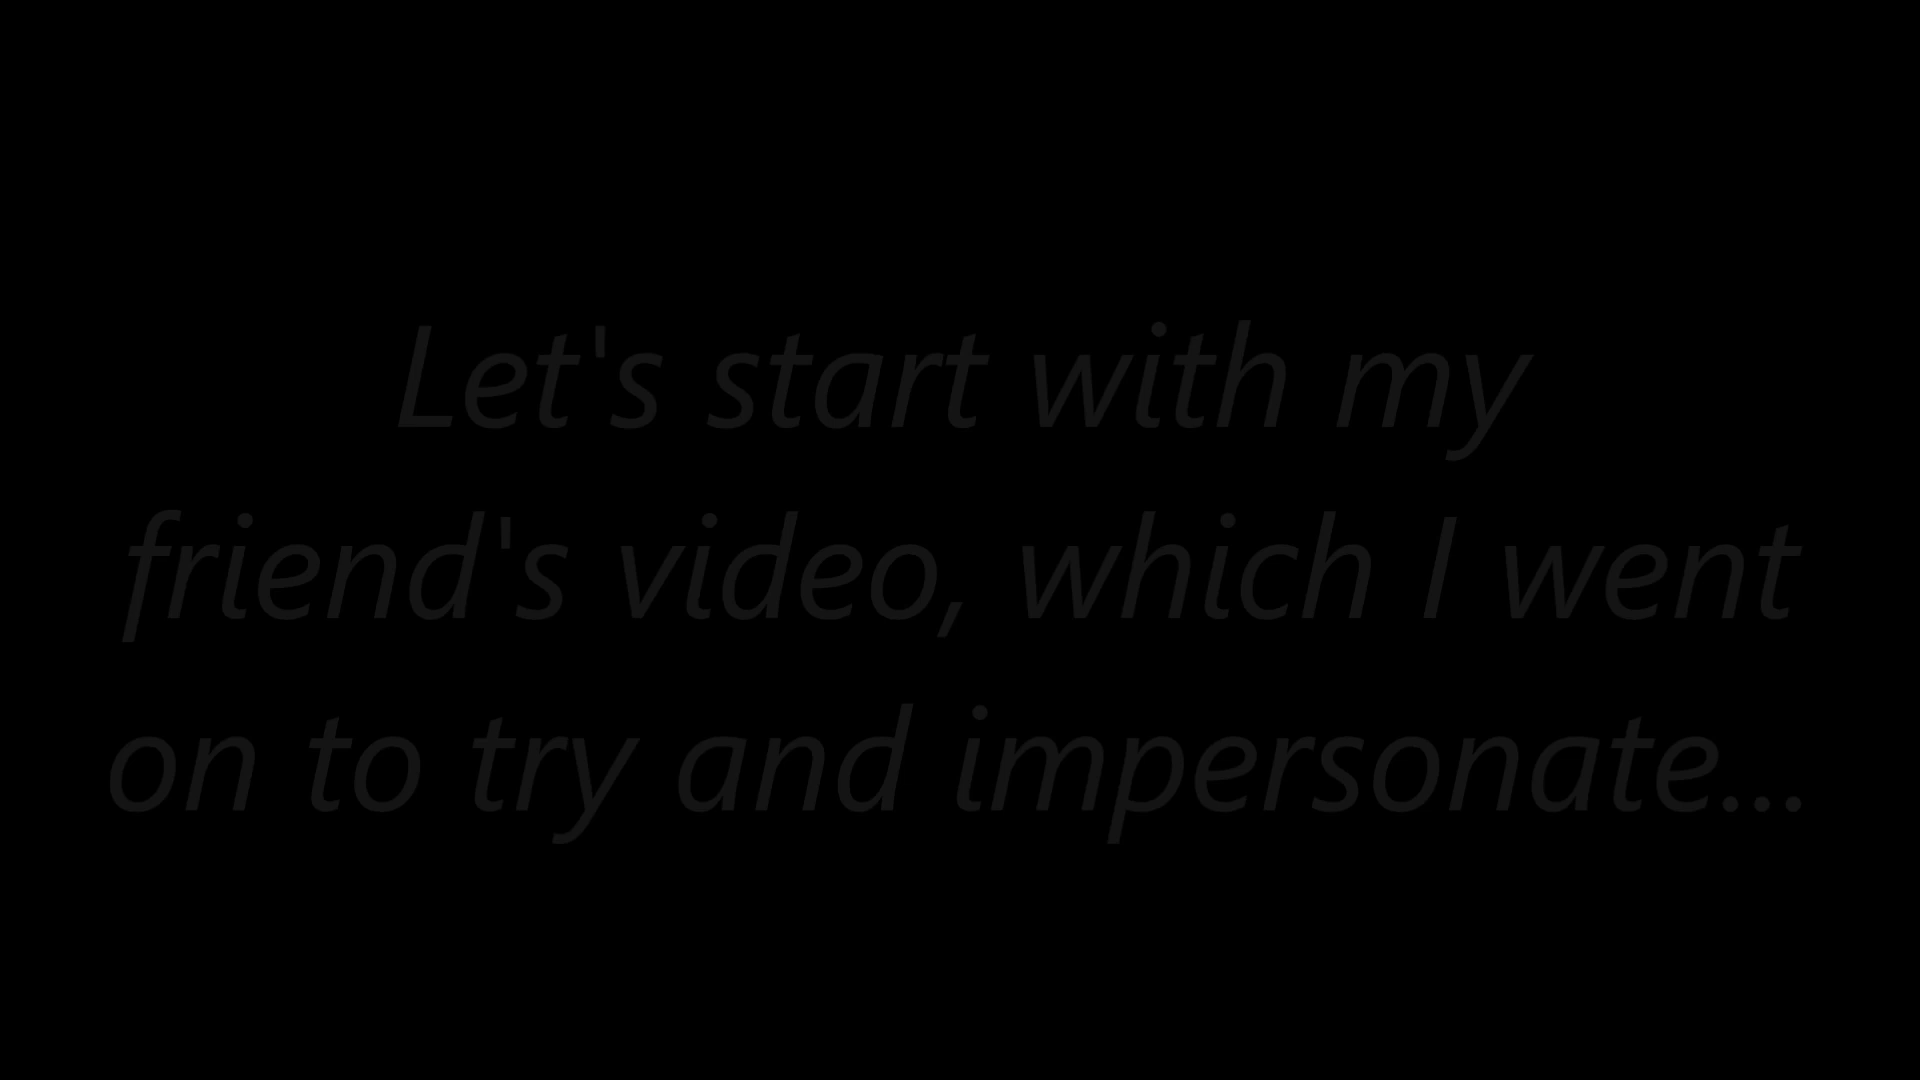 Let's start with my
friend's video, which I went
on to try and impersonate...